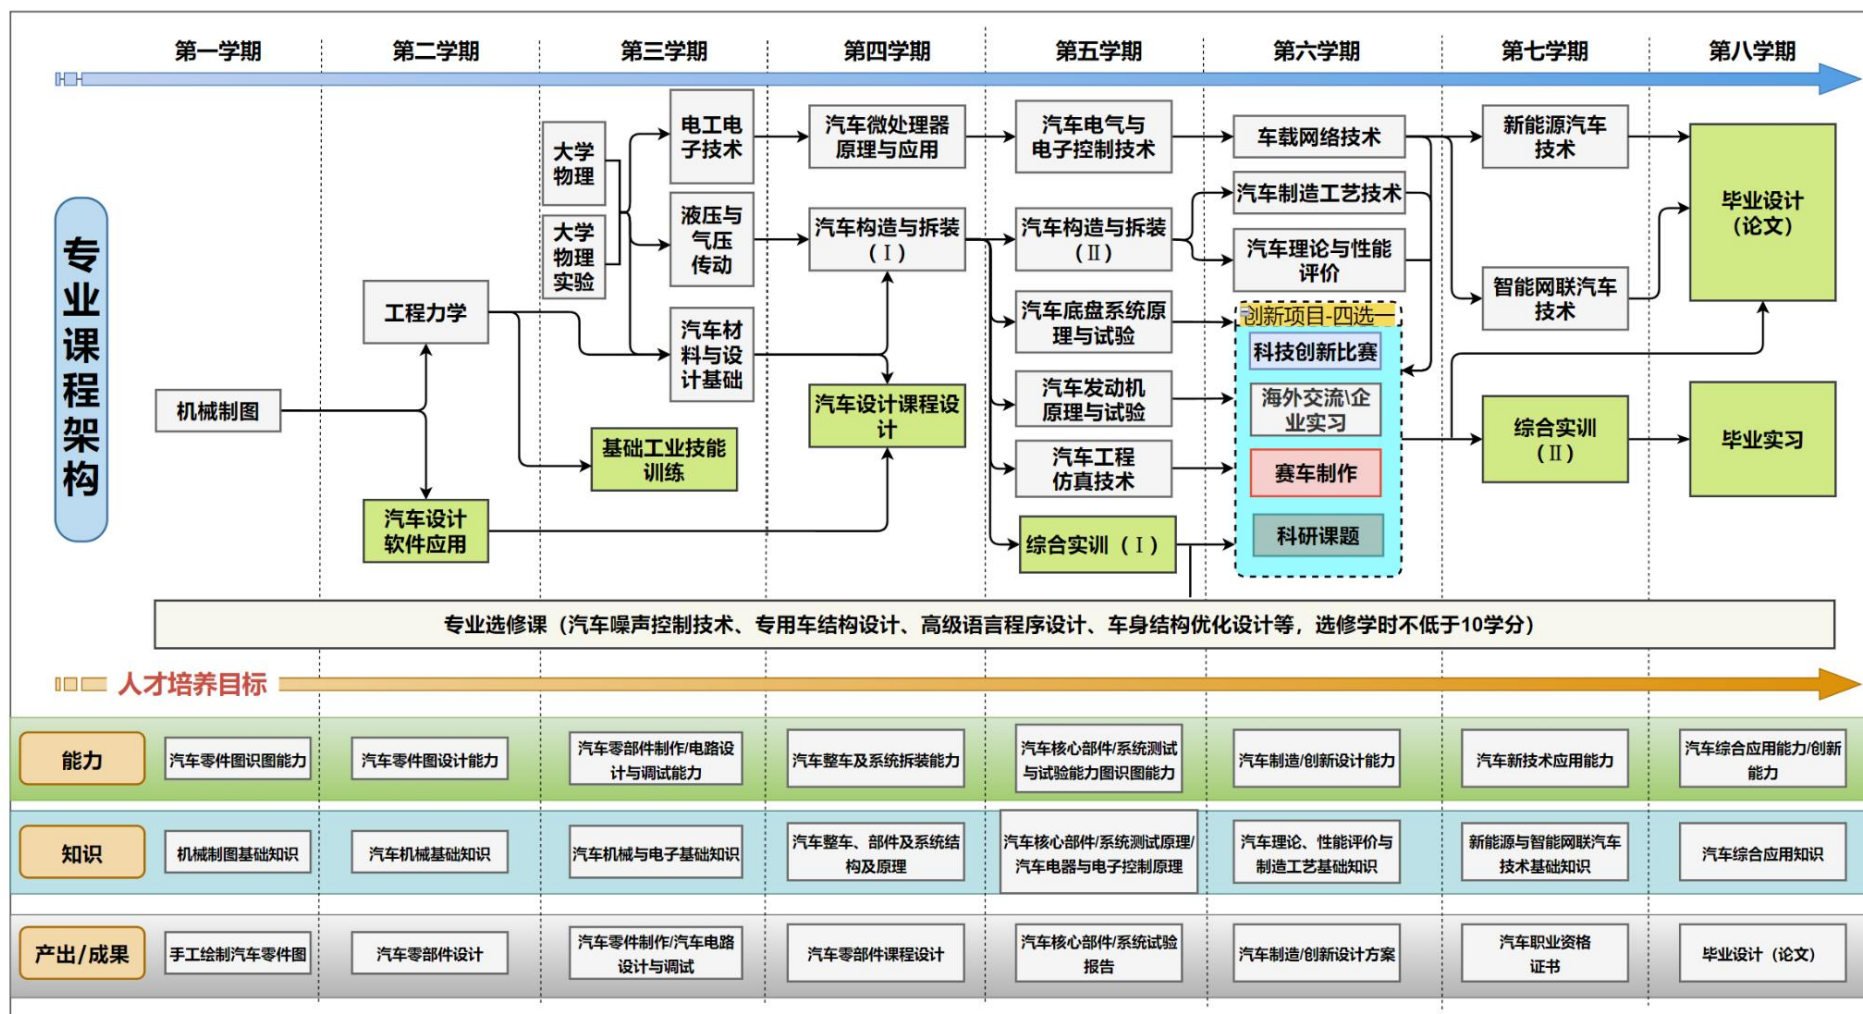 第一学期
第二学期
第三学期
第四学期
第五学期
第六学期
第七学期
第八学期
专业课程架构
机械制图
工程力学
汽车设计
软件应用
大学
物理
大学
物理
实验
电工电
子技术
液压与
气压
传动
汽车材
料与设
计基础
基础工业技能
训练
汽车微处理器
原理与应用
汽车构造与拆装
（Ⅰ）
汽车设计课程设
计
汽车电气与
电子控制技术
汽车构造与拆装
（Ⅱ）
汽车底盘系统原
理与试验
汽车发动机
原理与试验
汽车工程
仿真技术
综合实训（Ⅰ）
车载网络技术
汽车制造工艺技术
汽车理论与性能
评价
创新项目-四选一
科技创新比赛
海外交流\企
业实习
赛车制作
科研课题
新能源汽车
技术
智能网联汽车
技术
综合实训
（Ⅱ）
毕业设计
（论文）
毕业实习
专业选修课（汽车噪声控制技术、专用车结构设计、高级语言程序设计、车身结构优化设计等，选修学时不低于10学分）
人才培养目标
能力
汽车零件图识图能力
汽车零件图设计能力
汽车零部件制作/电路设
计与调试能力
汽车整车及系统拆装能力
汽车核心部件/系统测试
与试验能力图识图能力
汽车制造/创新设计能力
汽车新技术应用能力
汽车综合应用能力/创新
能力
知识
机械制图基础知识
汽车机械基础知识
汽车机械与电子基础知识
汽车整车、部件及系统结
构及原理
汽车核心部件/系统测试原理/
汽车电器与电子控制原理
汽车理论、性能评价与
制造工艺基础知识
新能源与智能网联汽车
技术基础知识
汽车综合应用知识
产出/成果
手工绘制汽车零件图
汽车零部件设计
汽车零件制作/汽车电路
设计与调试
汽车零部件课程设计
汽车核心部件/系统试验
报告
汽车制造/创新设计方案
汽车职业资格
证书
毕业设计（论文）